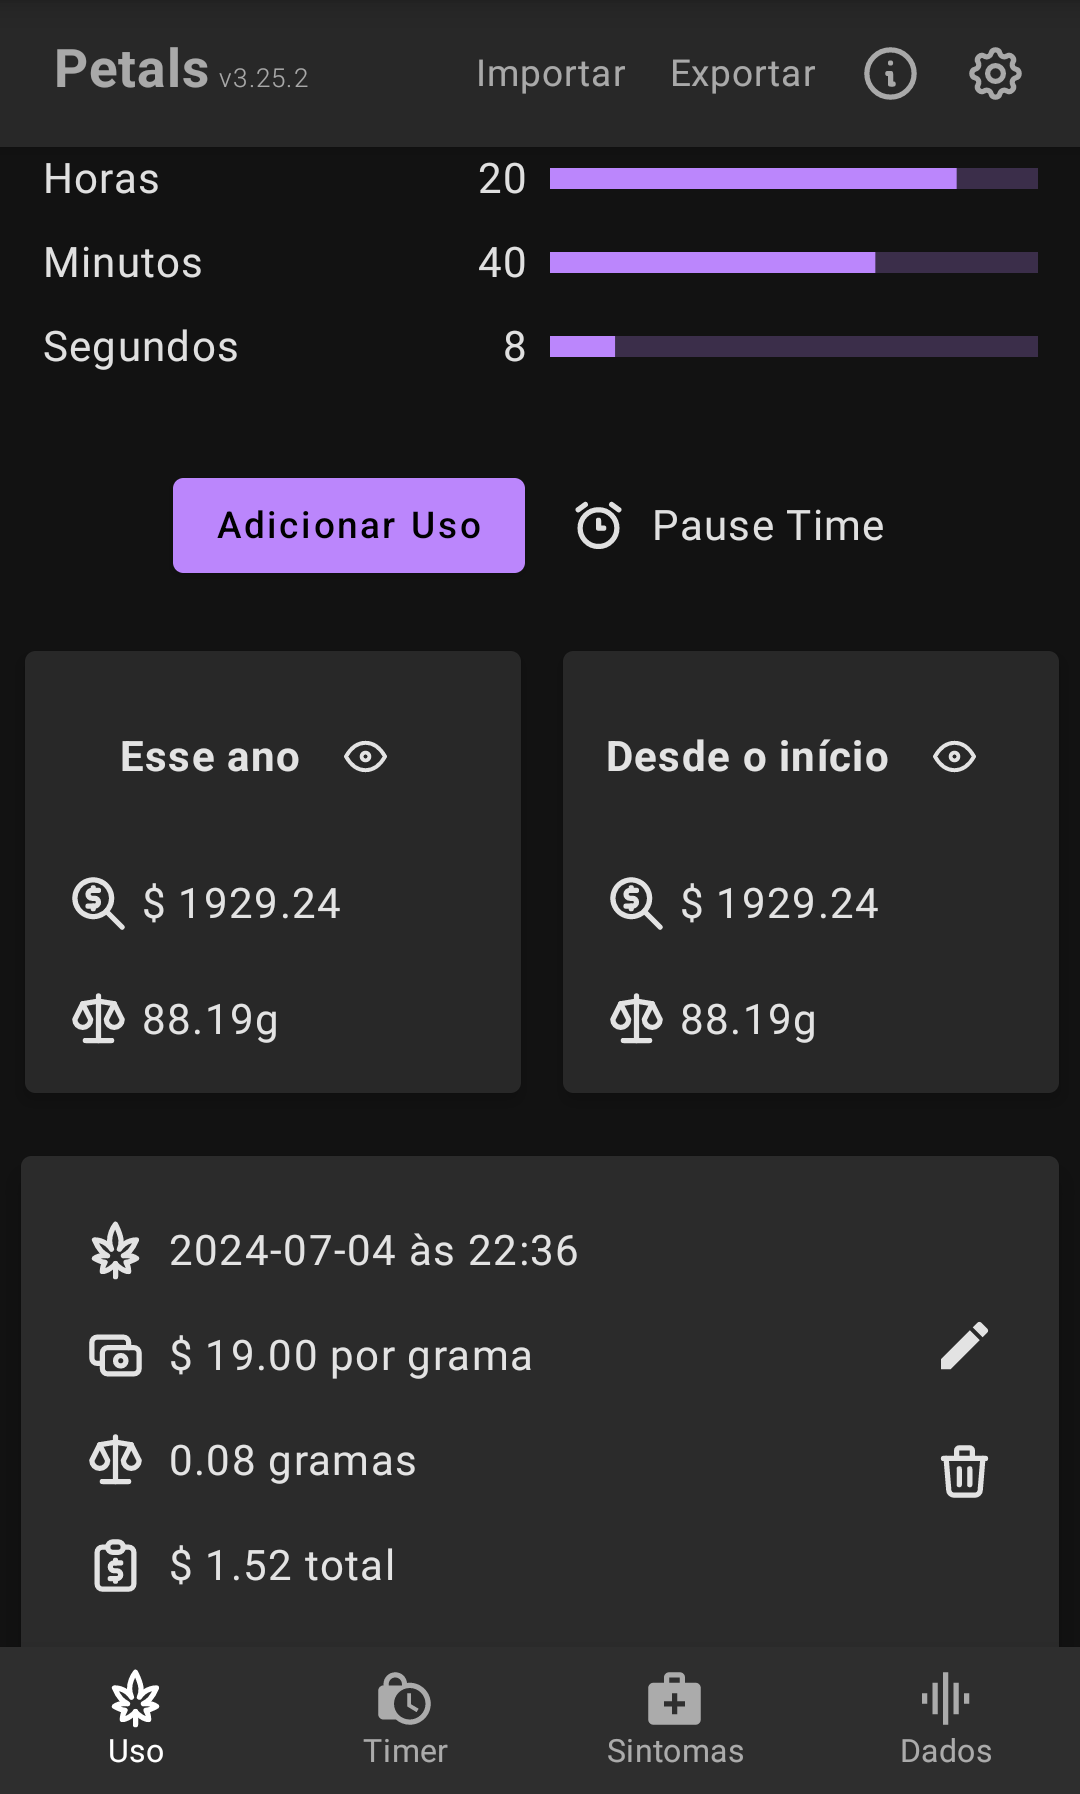 Petals v3.25.2 Importar Exportar
Horas 20
Minutos 40
Segundos 8
Adicionar Uso Pause Time
Esse ano
$ 1929.24
88.19g
Desde o início
$ 1929.24
88.19g
2024-07-04 às 22:36
$ 19.00 por grama
0.08 gramas
$ 1.52 total
Uso Timer Sintomas Dados